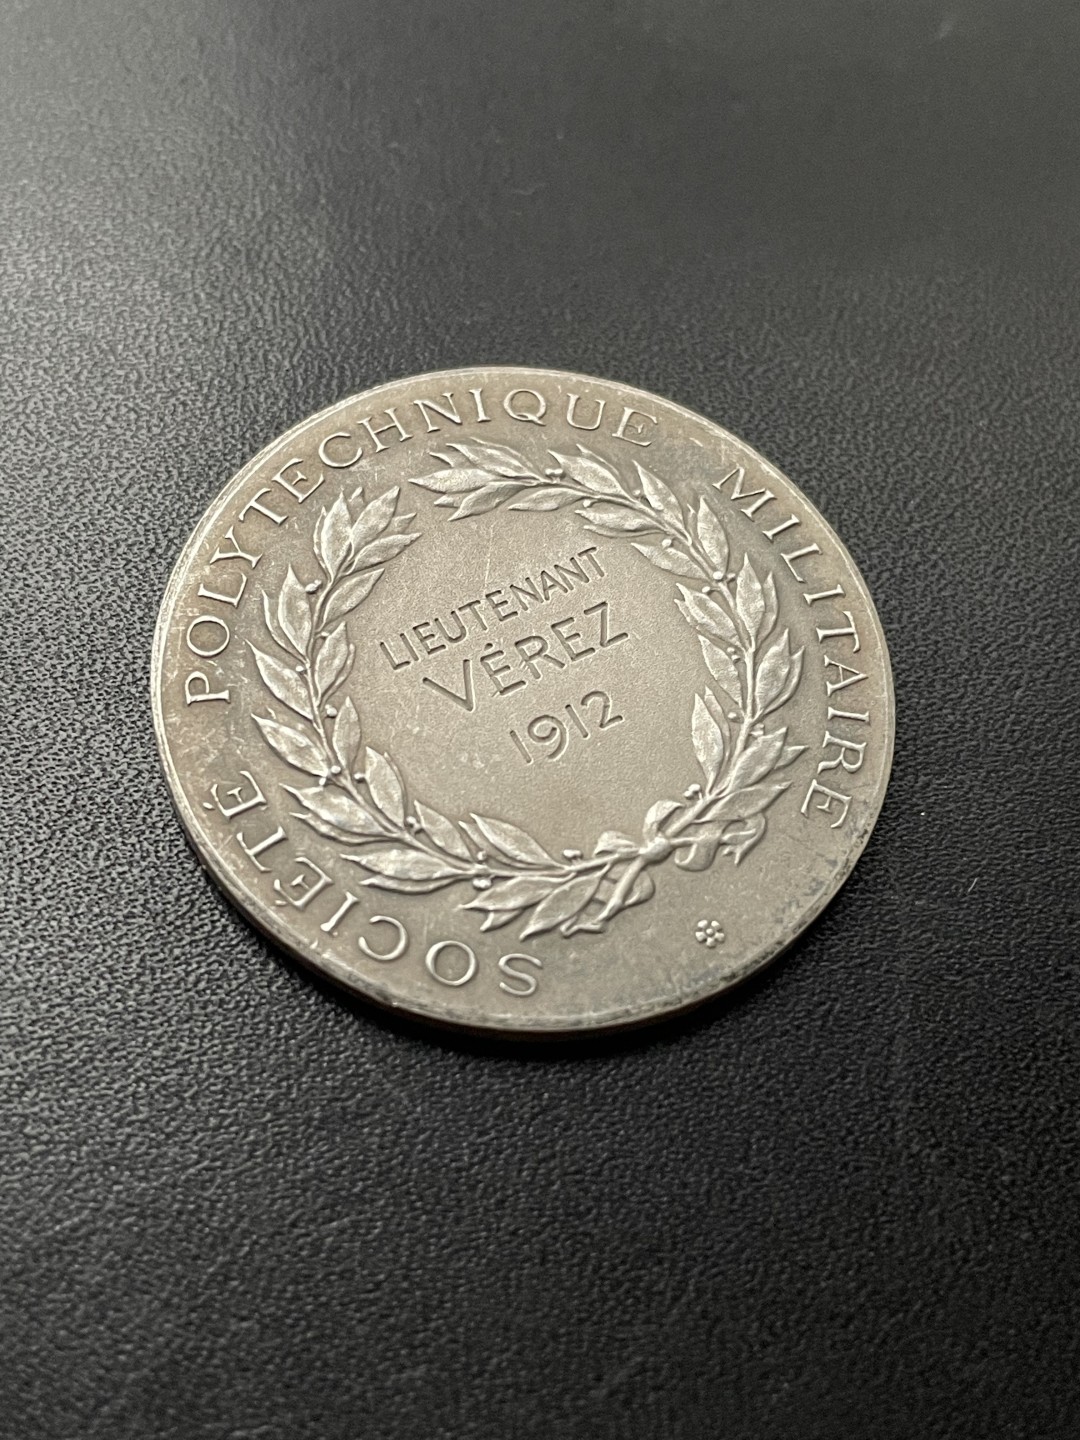 SOCIÉTÉ POLYTECHNIQUE MILITAIRE
LIEUTENANT
VÉREZ
1912